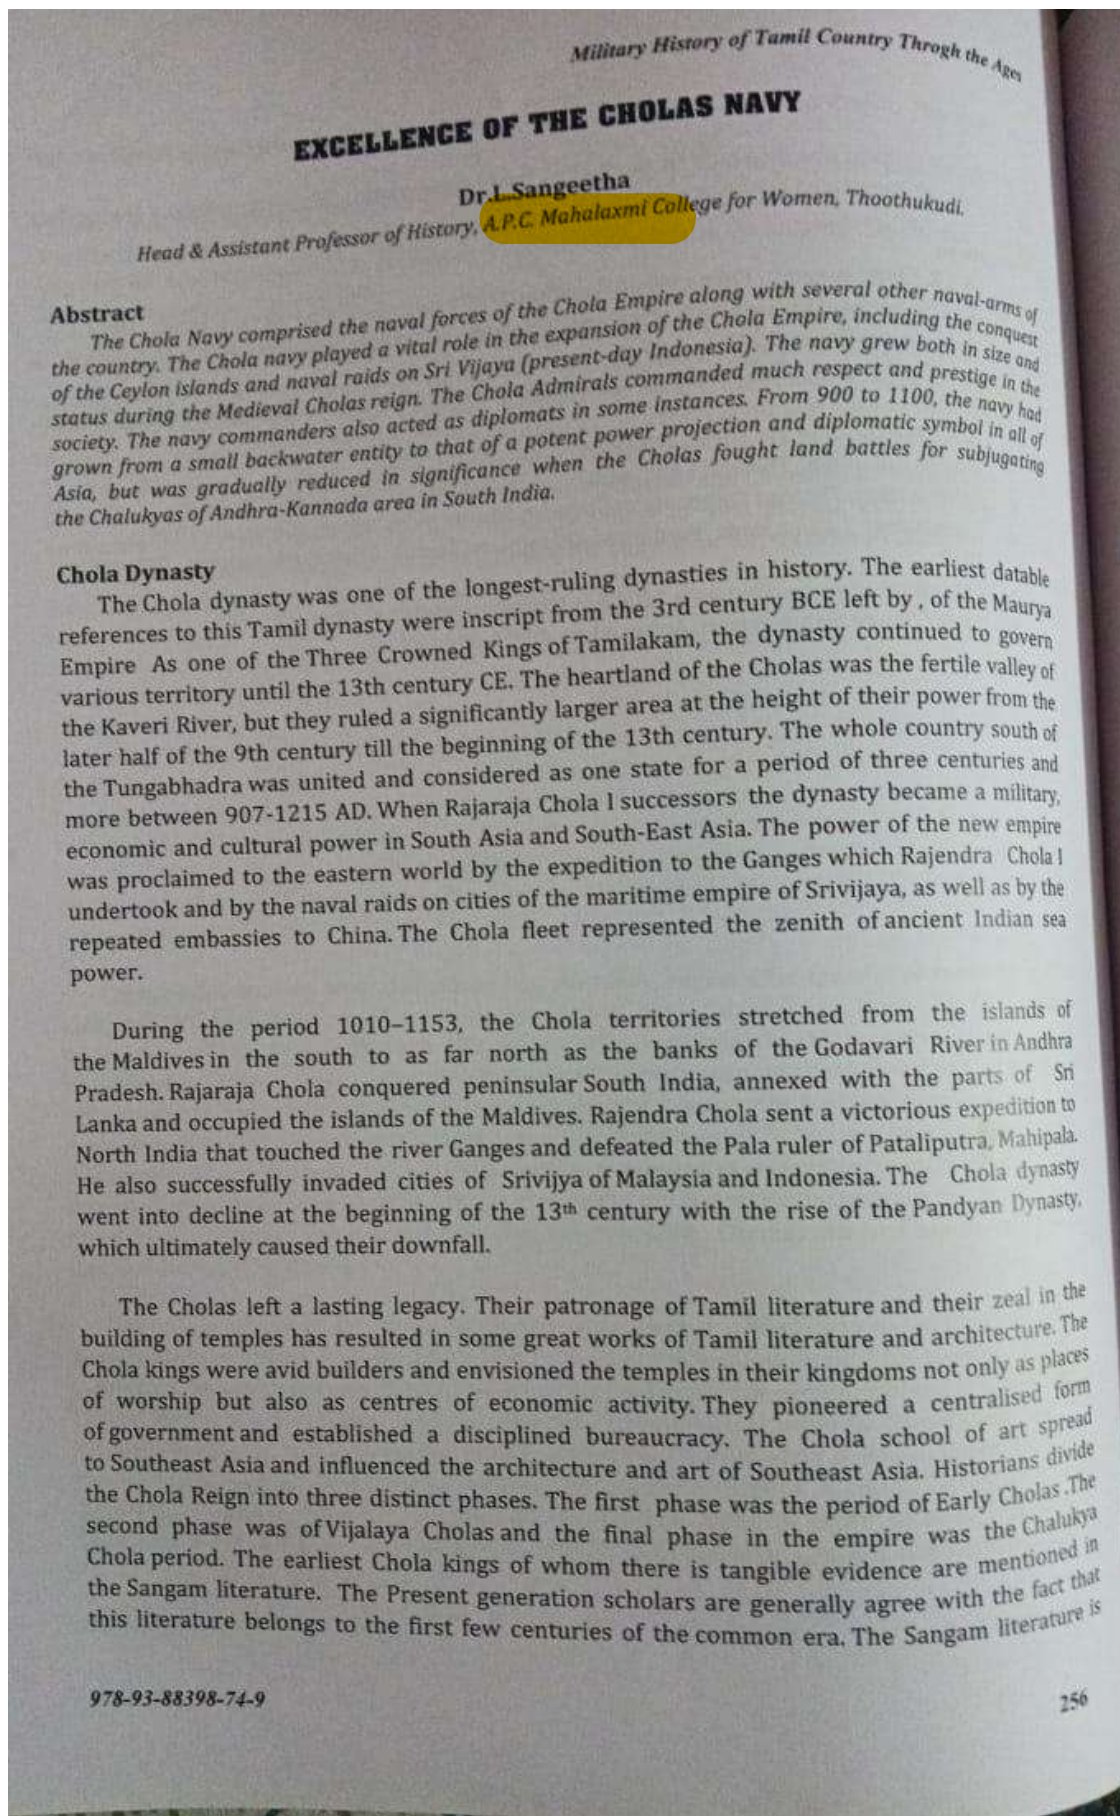 Military History of Tamil Country Throgh the Ages
EXCELLENCE OF THE CHOLAS NAVY
Dr.L.Sangeetha
Head & Assistant Professor of History, A.P.C. Mahalaxmi College for Women, Thoothukudi.
Abstract
The Chola Navy comprised the naval forces of the Chola Empire along with several other naval-arms of
the country. The Chola navy played a vital role in the expansion of the Chola Empire, including the conquest
of the Ceylon islands and naval raids on Sri Vijaya (present-day Indonesia). The navy grew both in size and
status during the Medieval Cholas reign. The Chola Admirals commanded much respect and prestige in the
society. The navy commanders also acted as diplomats in some instances. From 900 to 1100, the navy had
grown from a small backwater entity to that of a potent power projection and diplomatic symbol in all of
Asia, but was gradually reduced in significance when the Cholas fought land battles for subjugating
the Chalukyas of Andhra-Kannada area in South India.
Chola Dynasty
The Chola dynasty was one of the longest-ruling dynasties in history. The earliest datable
references to this Tamil dynasty were inscript from the 3rd century BCE left by , of the Maurya
Empire As one of the Three Crowned Kings of Tamilakam, the dynasty continued to govern
various territory until the 13th century CE. The heartland of the Cholas was the fertile valley of
the Kaveri River, but they ruled a significantly larger area at the height of their power from the
later half of the 9th century till the beginning of the 13th century. The whole country south of
the Tungabhadra was united and considered as one state for a period of three centuries and
more between 907-1215 AD. When Rajaraja Chola I successors the dynasty became a military,
economic and cultural power in South Asia and South-East Asia. The power of the new empire
was proclaimed to the eastern world by the expedition to the Ganges which Rajendra Chola I
undertook and by the naval raids on cities of the maritime empire of Srivijaya, as well as by the
repeated embassies to China. The Chola fleet represented the zenith of ancient Indian sea
power.
During the period 1010–1153, the Chola territories stretched from the islands of
the Maldives in the south to as far north as the banks of the Godavari River in Andhra
Pradesh. Rajaraja Chola conquered peninsular South India, annexed with the parts of Sri
Lanka and occupied the islands of the Maldives. Rajendra Chola sent a victorious expedition to
North India that touched the river Ganges and defeated the Pala ruler of Pataliputra, Mahipala.
He also successfully invaded cities of Srivijya of Malaysia and Indonesia. The Chola dynasty
went into decline at the beginning of the 13th century with the rise of the Pandyan Dynasty,
which ultimately caused their downfall.
The Cholas left a lasting legacy. Their patronage of Tamil literature and their zeal in the
building of temples has resulted in some great works of Tamil literature and architecture. The
Chola kings were avid builders and envisioned the temples in their kingdoms not only as places
of worship but also as centres of economic activity. They pioneered a centralised form
of government and established a disciplined bureaucracy. The Chola school of art spread
to Southeast Asia and influenced the architecture and art of Southeast Asia. Historians divide
the Chola Reign into three distinct phases. The first phase was the period of Early Cholas .The
second phase was of Vijalaya Cholas and the final phase in the empire was the Chalukya
Chola period. The earliest Chola kings of whom there is tangible evidence are mentioned in
the Sangam literature. The Present generation scholars are generally agree with the fact that
this literature belongs to the first few centuries of the common era. The Sangam literature is
978-93-88398-74-9
256